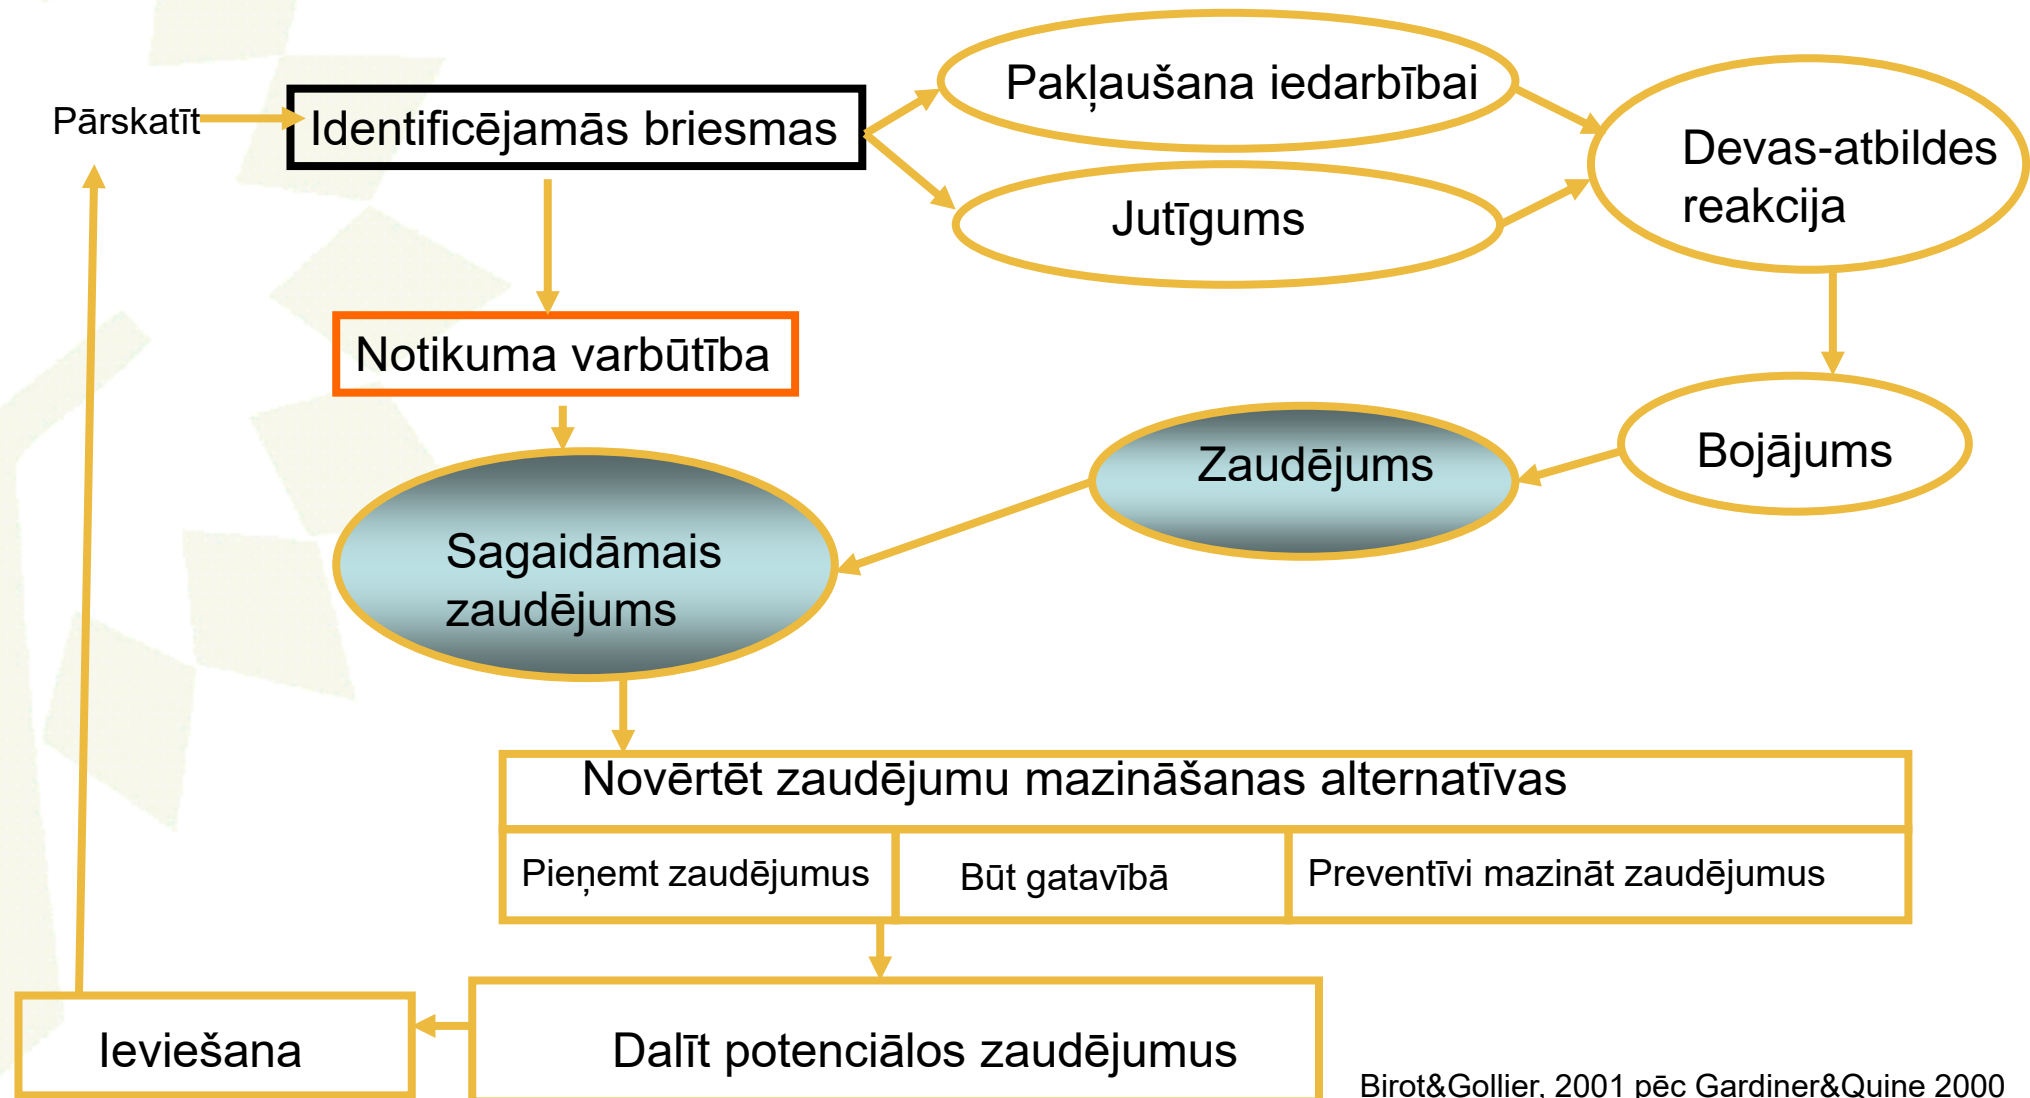 Pakļaušana iedarbībai
Pārskatīt
Identificējamās briesmas
Devas-atbildes
reakcija
Jutīgums
Notikuma varbūtība
Zaudējums
Bojājums
Sagaidāmais
zaudējums
Novērtēt zaudējumu mazināšanas alternatīvas
Pieņemt zaudējumus
Būt gatavībā
Preventīvi mazināt zaudējumus
Ieviešana
Dalīt potenciālos zaudējumus
Birot&Gollier, 2001 pēc Gardiner&Quine 2000